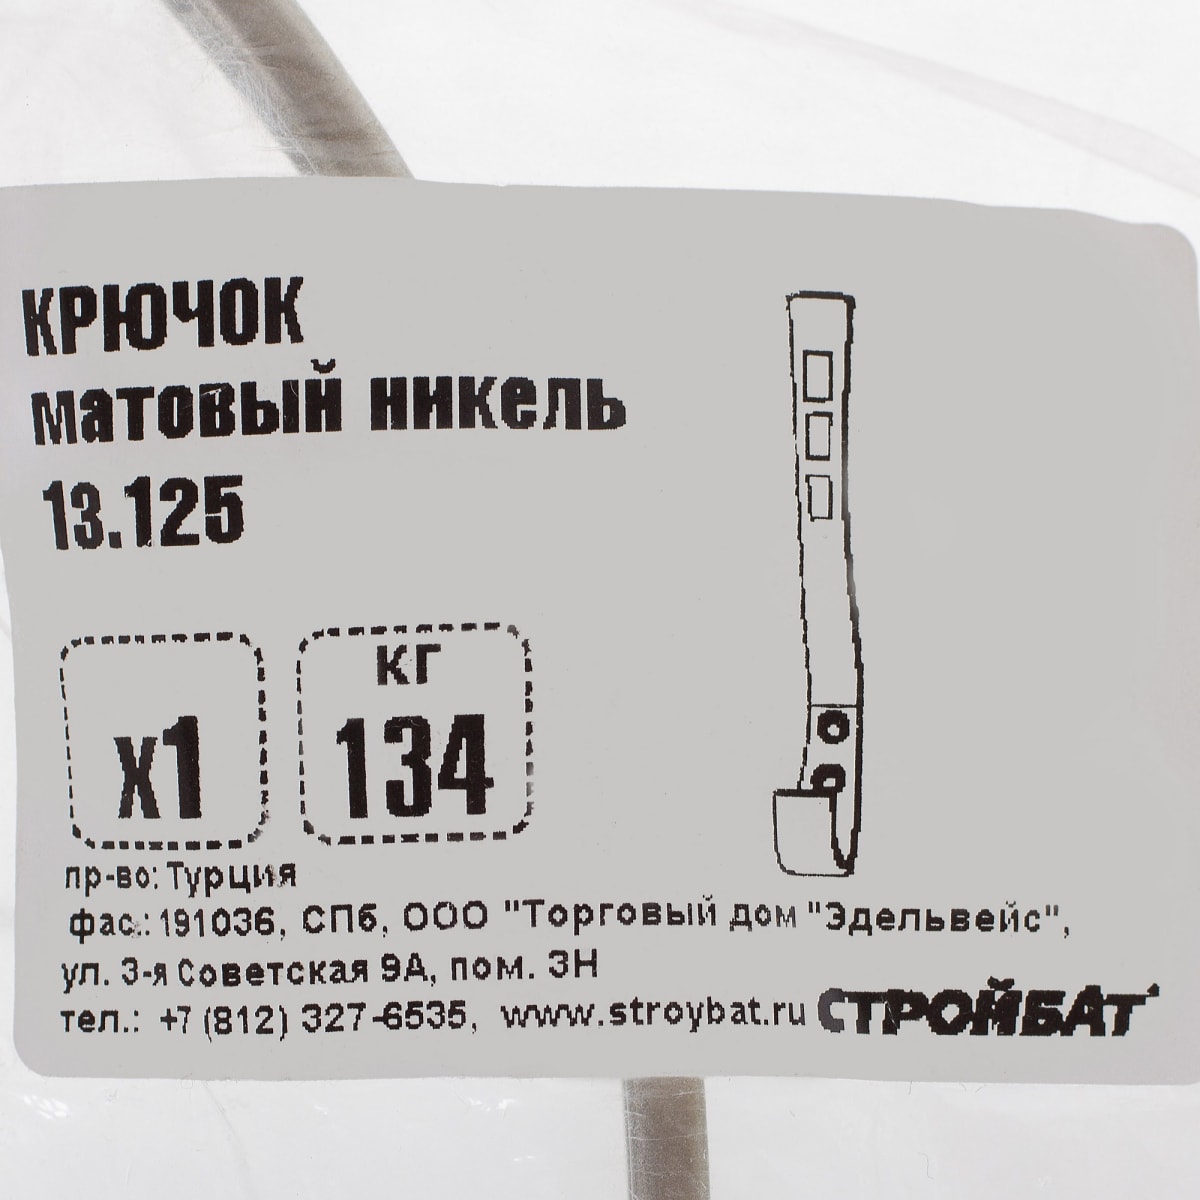 КРЮЧОК
матовый никель
13.125
х1
кг
134
пр-во: Турция
фас.: 191036, СПб, ООО "Торговый дом "Эдельвейс",
ул. 3-я Советская 9А, пом. 3Н
тел.: +7 (812) 327-6535, www.stroybat.ru СТРОЙБАТ